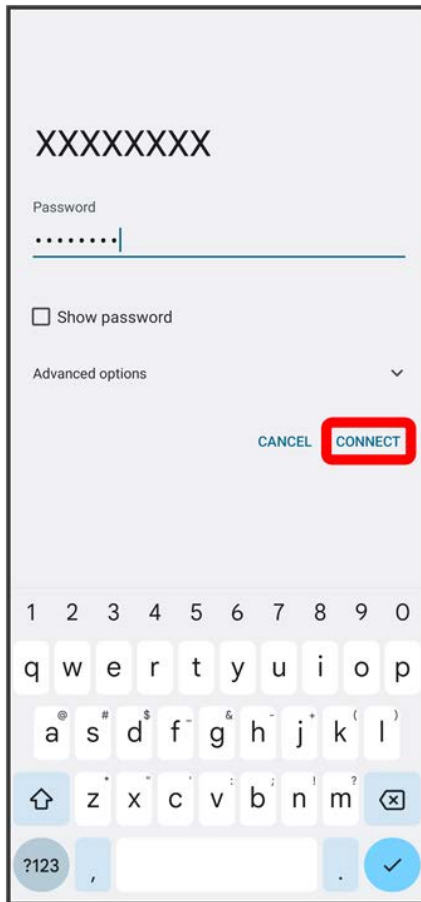 XXXXXXXX
Password
••••••••
Show password
Advanced options
CANCEL CONNECT
1 2 3 4 5 6 7 8 9 0
q w e r t y u i o p
@ # $ _ & - + ( )
a s d f g h j k l
* " ' : ; ! ?
z x c v b n m
?123 , .